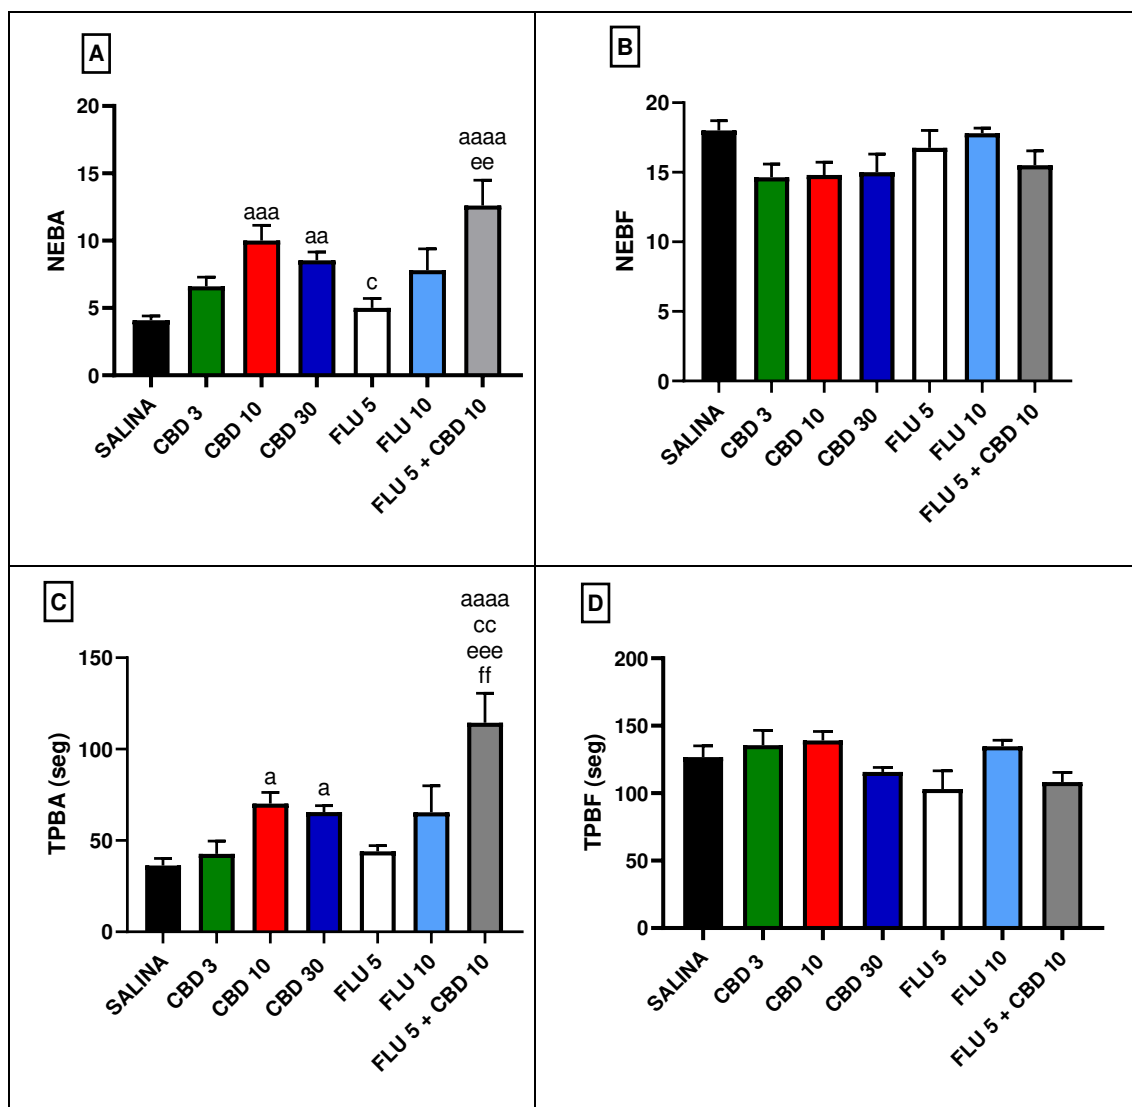 A
NEBA
20
15
10
5
0
aaa
aa
c
aaaa
ee
SALINA
CBD 3
CBD 10
CBD 30
FLU 5
FLU 10
FLU 5 + CBD 10
B
NEBF
20
15
10
5
0
SALINA
CBD 3
CBD 10
CBD 30
FLU 5
FLU 10
FLU 5 + CBD 10
C
TPBA (seg)
150
100
50
0
a
a
aaaa
cc
eee
ff
SALINA
CBD 3
CBD 10
CBD 30
FLU 5
FLU 10
FLU 5 + CBD 10
D
TPBF (seg)
200
150
100
50
0
SALINA
CBD 3
CBD 10
CBD 30
FLU 5
FLU 10
FLU 5 + CBD 10